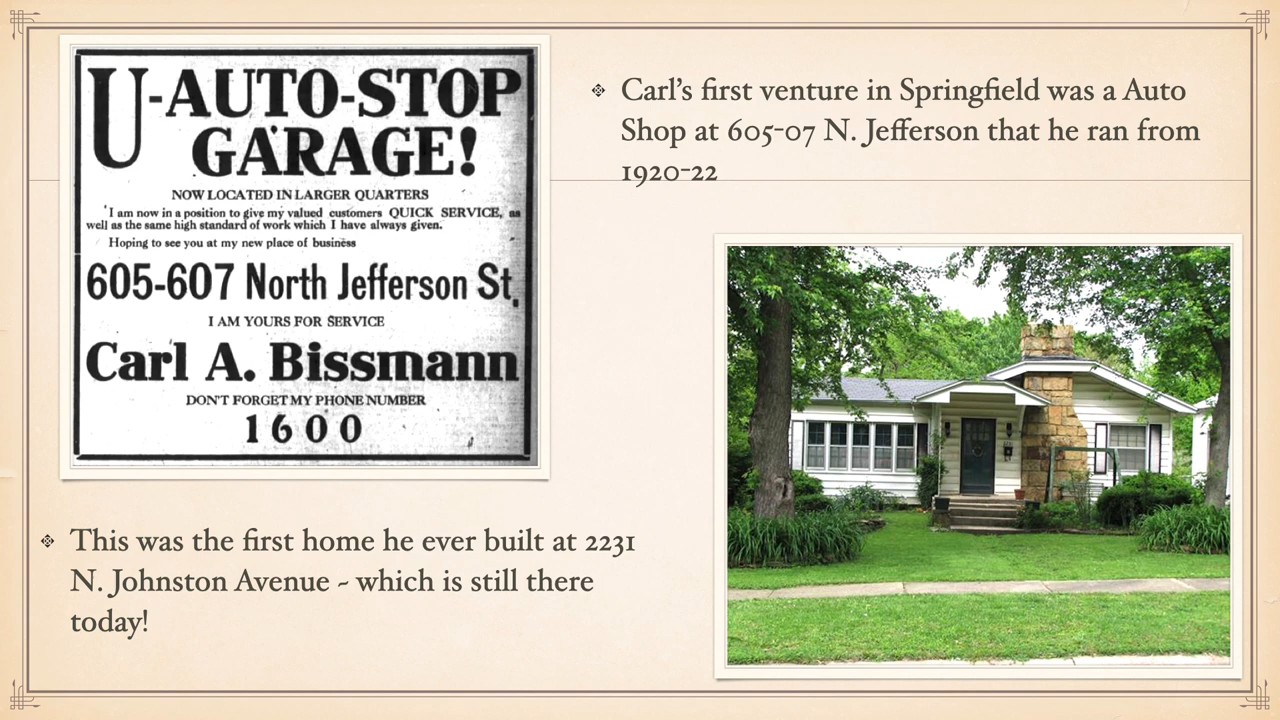 U-AUTO-STOP
GARAGE!
NOW LOCATED IN LARGER QUARTERS
"I am now in a position to give my valued customers QUICK SERVICE, as
well as the same high standard of work which I have always given.
Hoping to see you at my new place of business
605-607 North Jefferson St.
I AM YOURS FOR SERVICE
Carl A. Bissmann
DON'T FORGET MY PHONE NUMBER
1600
Carl's first venture in Springfield was a Auto
Shop at 605-07 N. Jefferson that he ran from
1920-22
This was the first home he ever built at 2231
N. Johnston Avenue - which is still there
today!